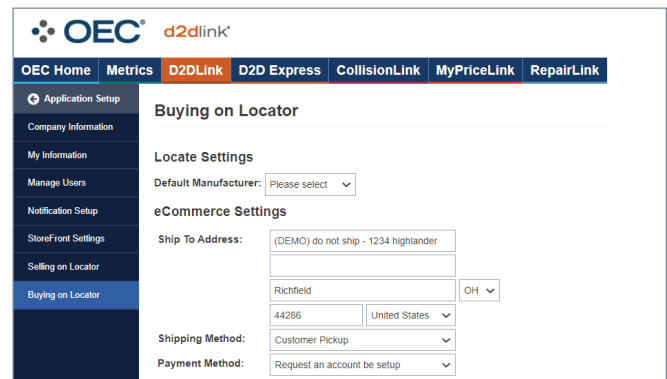 OEC d2dlink
OEC Home Metrics D2DLink D2D Express CollisionLink MyPriceLink RepairLink
Application Setup
Company Information
My Information
Manage Users
Notification Setup
StoreFront Settings
Selling on Locator
Buying on Locator
Buying on Locator
Locate Settings
Default Manufacturer: Please select
eCommerce Settings
Ship To Address: (DEMO) do not ship - 1234 highlander
Richfield OH
44286 United States
Shipping Method: Customer Pickup
Payment Method: Request an account be setup